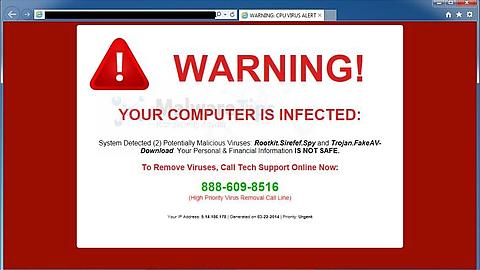 WARNING: CPU VIRUS ALERT
WARNING!
MalwareTips
YOUR COMPUTER IS INFECTED:
System Detected (2) Potentially Malicious Viruses: Rootkit.Sirefef.Spy and Trojan.FakeAV-
Download Your Personal & Financial Information IS NOT SAFE.
To Remove Viruses, Call Tech Support Online Now:
888-609-8516
(High Priority Virus Removal Call Line)
Your IP Address: 5.14.186.178 | Generated on 03-22-2014 | Priority: Urgent